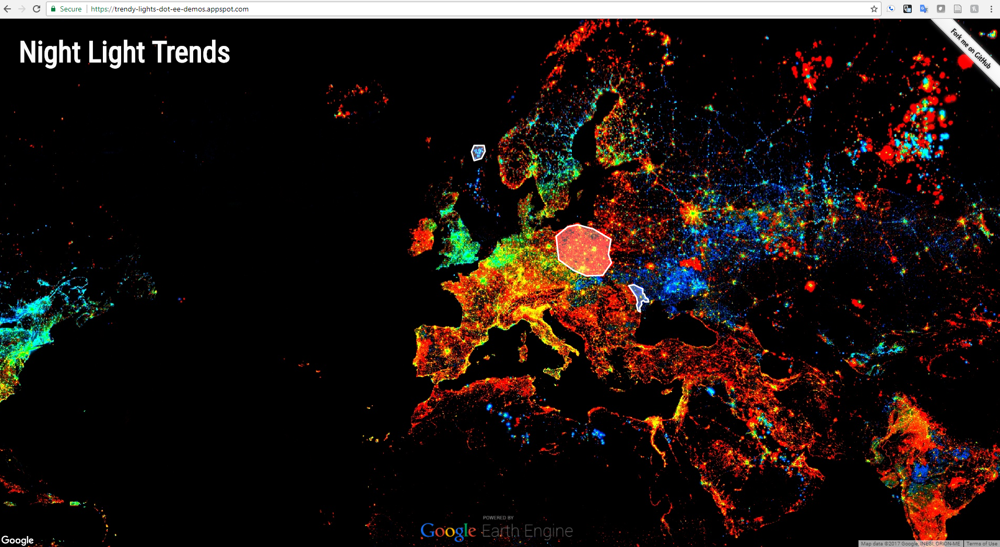 Secure
https://trendy-lights-dot-ee-demos.appspot.com
Night Light Trends
Fork me on GitHub
POWERED BY
Google Earth Engine
Google
Map data ©2017 Google, INEGI, ORION-ME
Terms of Use